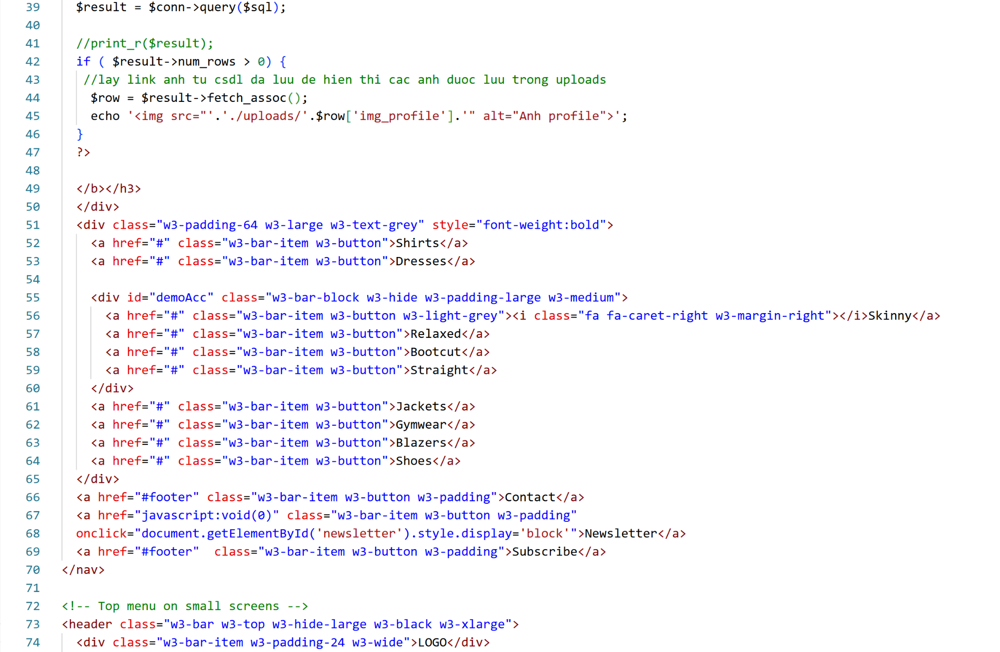 39 $result = $conn->query($sql);
40
41 //print_r($result);
42 if ( $result->num_rows > 0) {
43 //lay link anh tu csdl da luu de hien thi cac anh duoc luu trong uploads
44 $row = $result->fetch_assoc();
45 echo '<img src="'.'./uploads/'.$row['img_profile'].'" alt="Anh profile">';
46 }
47 ?>
48
49 </b></h3>
50 </div>
51 <div class="w3-padding-64 w3-large w3-text-grey" style="font-weight:bold">
52 <a href="#" class="w3-bar-item w3-button">Shirts</a>
53 <a href="#" class="w3-bar-item w3-button">Dresses</a>
54
55 <div id="demoAcc" class="w3-bar-block w3-hide w3-padding-large w3-medium">
56 <a href="#" class="w3-bar-item w3-button w3-light-grey"><i class="fa fa-caret-right w3-margin-right"></i>Skinny</a>
57 <a href="#" class="w3-bar-item w3-button">Relaxed</a>
58 <a href="#" class="w3-bar-item w3-button">Bootcut</a>
59 <a href="#" class="w3-bar-item w3-button">Straight</a>
60 </div>
61 <a href="#" class="w3-bar-item w3-button">Jackets</a>
62 <a href="#" class="w3-bar-item w3-button">Gymwear</a>
63 <a href="#" class="w3-bar-item w3-button">Blazers</a>
64 <a href="#" class="w3-bar-item w3-button">Shoes</a>
65 </div>
66 <a href="#footer" class="w3-bar-item w3-button w3-padding">Contact</a>
67 <a href="javascript:void(0)" class="w3-bar-item w3-button w3-padding"
68 onclick="document.getElementById('newsletter').style.display='block'">Newsletter</a>
69 <a href="#footer"  class="w3-bar-item w3-button w3-padding">Subscribe</a>
70 </nav>
71
72 <!-- Top menu on small screens -->
73 <header class="w3-bar w3-top w3-hide-large w3-black w3-xlarge">
74 <div class="w3-bar-item w3-padding-24 w3-wide">LOGO</div>